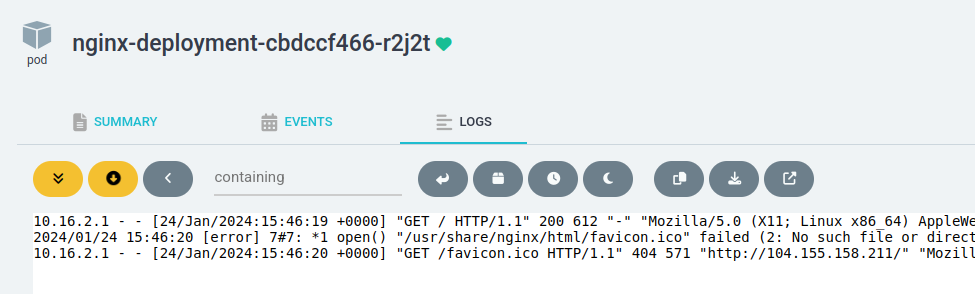 nginx-deployment-cbdccf466-r2j2t
pod
SUMMARY
EVENTS
LOGS
containing
10.16.2.1 - - [24/Jan/2024:15:46:19 +0000] "GET / HTTP/1.1" 200 612 "-" "Mozilla/5.0 (X11; Linux x86_64) AppleWe
2024/01/24 15:46:20 [error] 7#7: *1 open() "/usr/share/nginx/html/favicon.ico" failed (2: No such file or direct
10.16.2.1 - - [24/Jan/2024:15:46:20 +0000] "GET /favicon.ico HTTP/1.1" 404 571 "http://104.155.158.211/" "Mozil